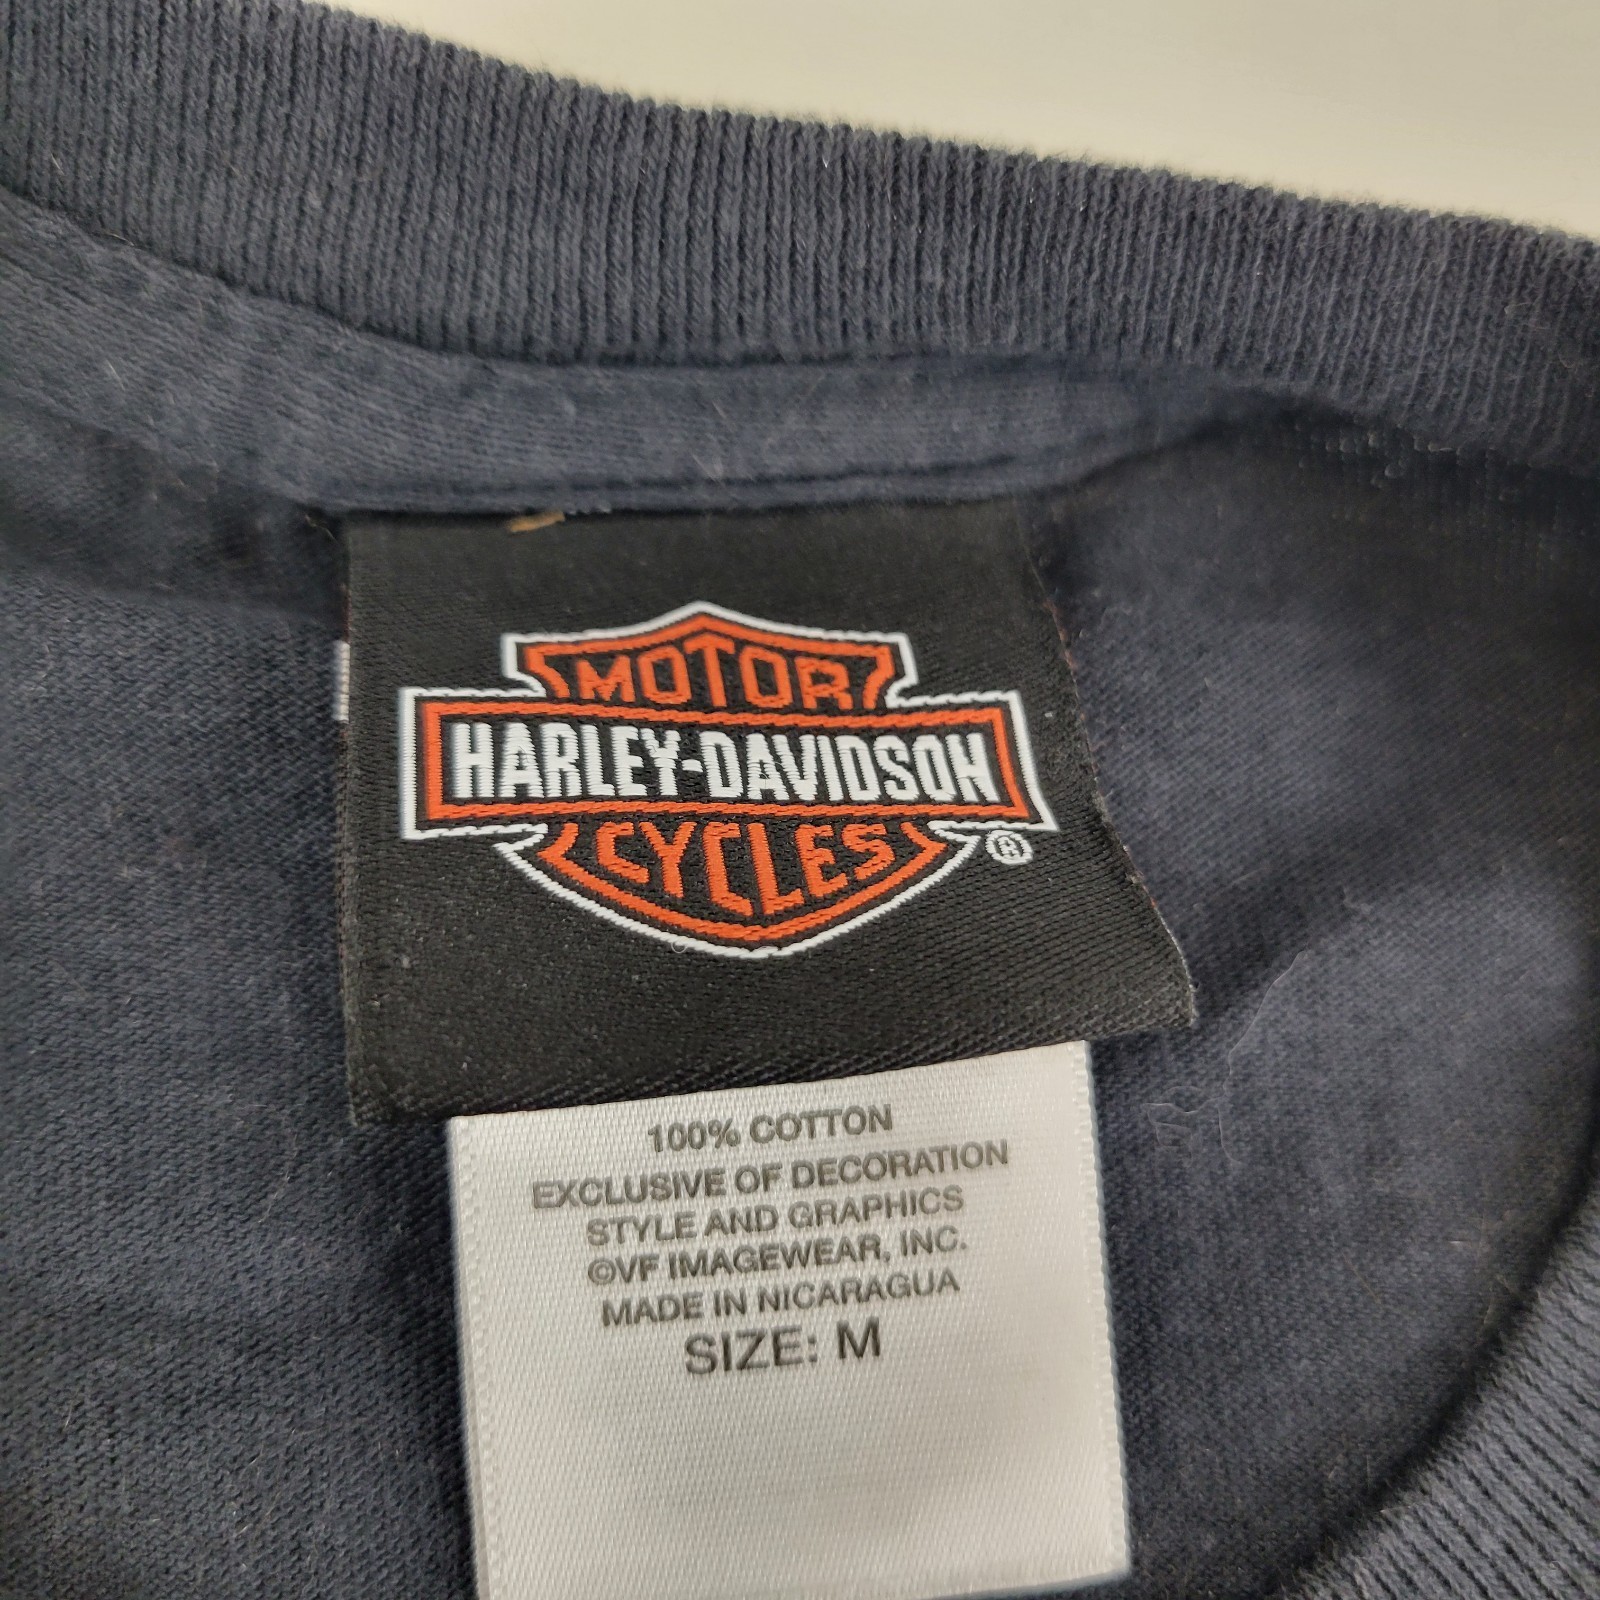 MOTOR
HARLEY-DAVIDSON
CYCLES
®
100% COTTON
EXCLUSIVE OF DECORATION
STYLE AND GRAPHICS
©VF IMAGEWEAR, INC.
MADE IN NICARAGUA
SIZE: M